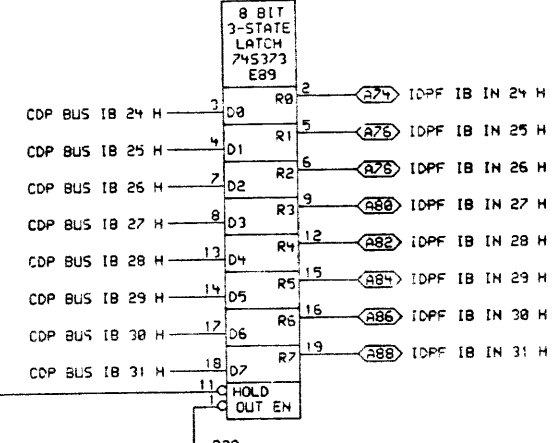 8 BIT
3-STATE
LATCH
74S373
E89
2
R0 A74 IDPF IB IN 24 H
CDP BUS IB 24 H 3 D0
5
R1 A76 IDPF IB IN 25 H
CDP BUS IB 25 H 4 D1
6
R2 A78 IDPF IB IN 26 H
CDP BUS IB 26 H 7 D2
9
R3 A80 IDPF IB IN 27 H
CDP BUS IB 27 H 8 D3
12
R4 A82 IDPF IB IN 28 H
CDP BUS IB 28 H 13 D4
15
R5 A84 IDPF IB IN 29 H
CDP BUS IB 29 H 14 D5
16
R6 A86 IDPF IB IN 30 H
CDP BUS IB 30 H 17 D6
19
R7 A88 IDPF IB IN 31 H
CDP BUS IB 31 H 18 D7
11 HOLD
1 OUT EN